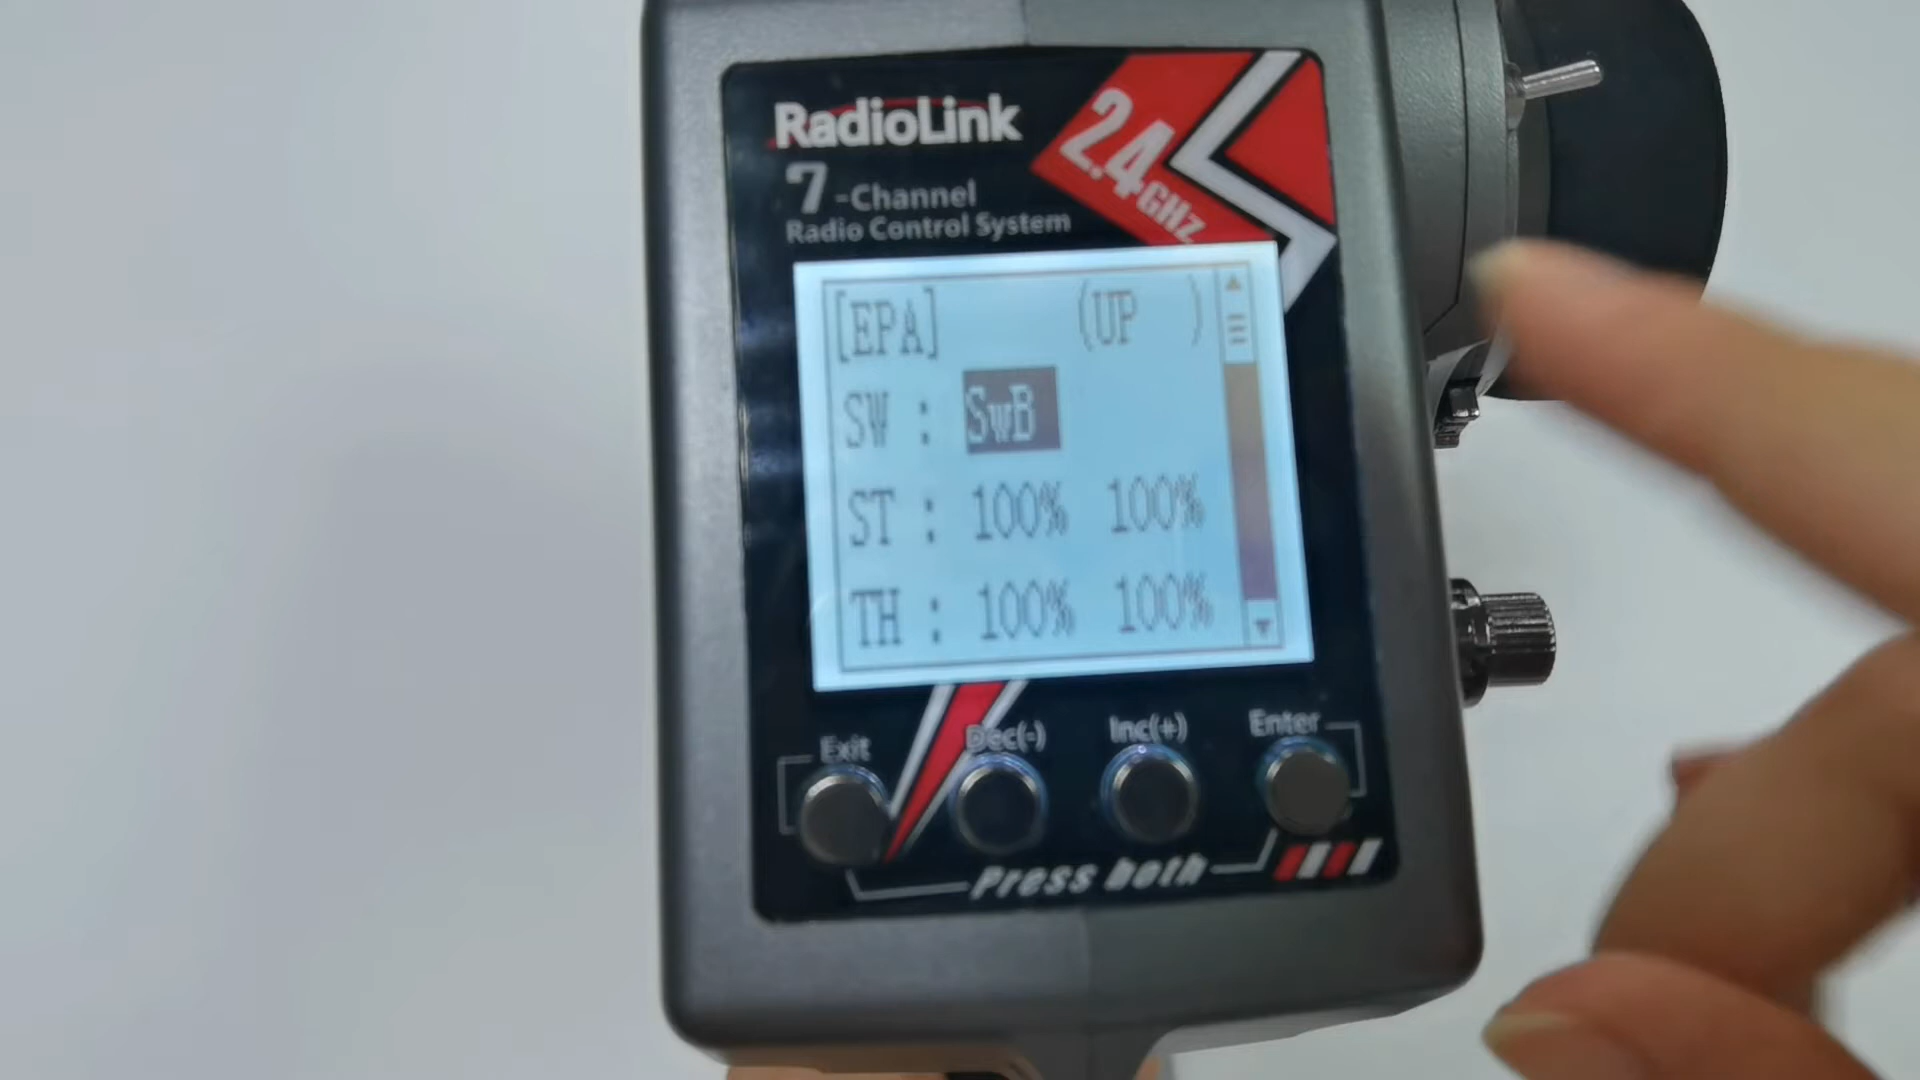 RadioLink
7-Channel
Radio Control System
2.4GHz
[EPA] (UP )
SW : SwB
ST : 100% 100%
TH : 100% 100%
Exit Dec(-) Inc(+) Enter
Press both